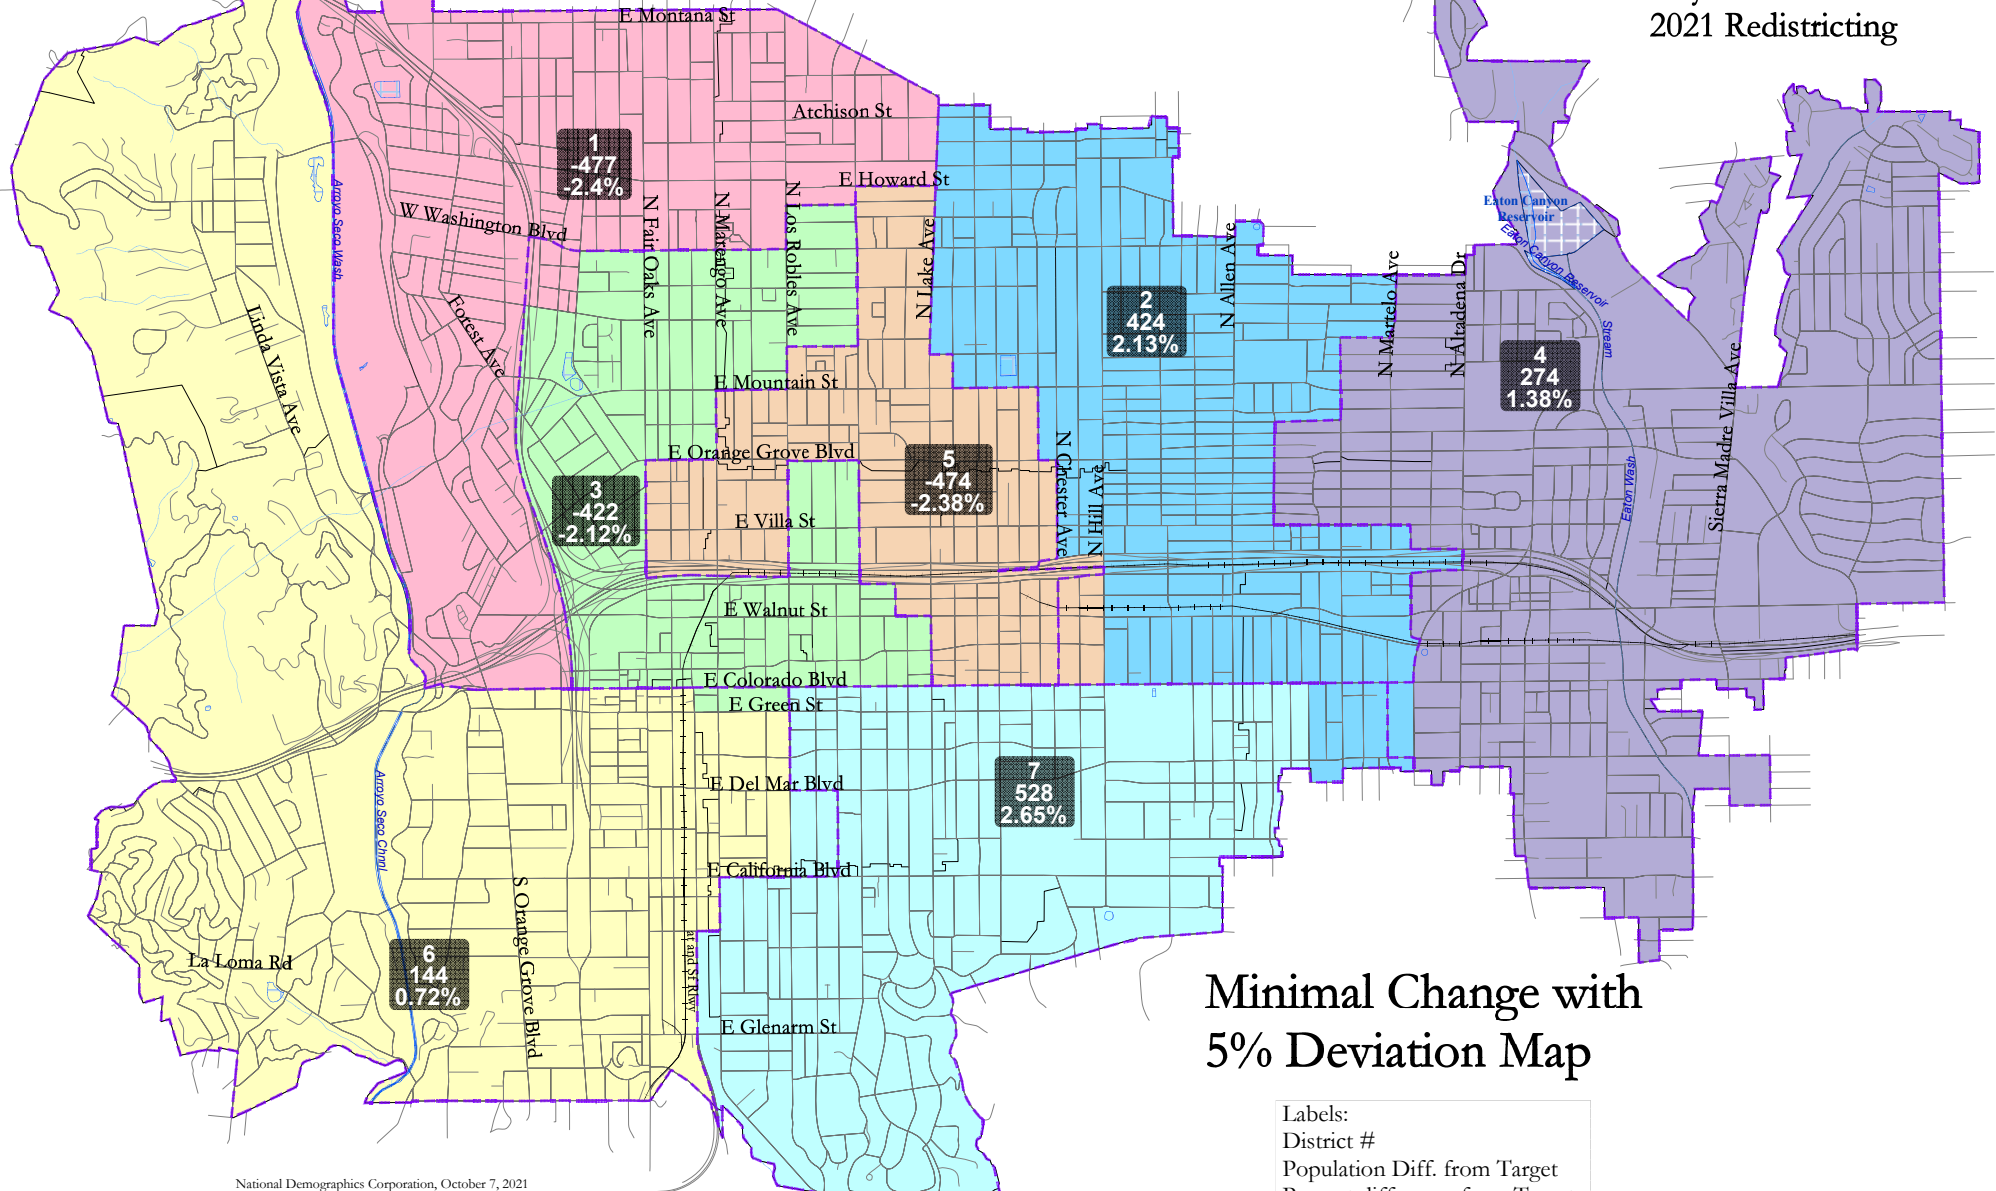 2021 Redistricting
E Montana St
Atchison St
1
-477
-2.4%
E Howard St
N Los Robles Ave
N Fair Oaks Ave
N Marengo Ave
N Lake Ave
W Washington Blvd
Arroyo Seco Wash
Eaton Canyon
Reservoir
Eaton Canyon Reservoir
Stream
N Allen Ave
N Martelo Ave
N Altadena Dr
2
424
2.13%
Linda Vista Ave
Forest Ave
4
274
1.38%
Sierra Madre Villa Ave
E Mountain St
E Orange Grove Blvd
5
-474
-2.38%
N Chester Ave
N Hill Ave
Eaton Wash
3
-422
-2.12%
E Villa St
E Walnut St
E Colorado Blvd
E Green St
E Del Mar Blvd
7
528
2.65%
Arroyo Seco Chnnl
E California Blvd
S Orange Grove Blvd
at and Sf Rlwy
La Loma Rd
6
144
0.72%
E Glenarm St
Minimal Change with
5% Deviation Map
Labels:
District #
Population Diff. from Target
National Demographics Corporation, October 7, 2021